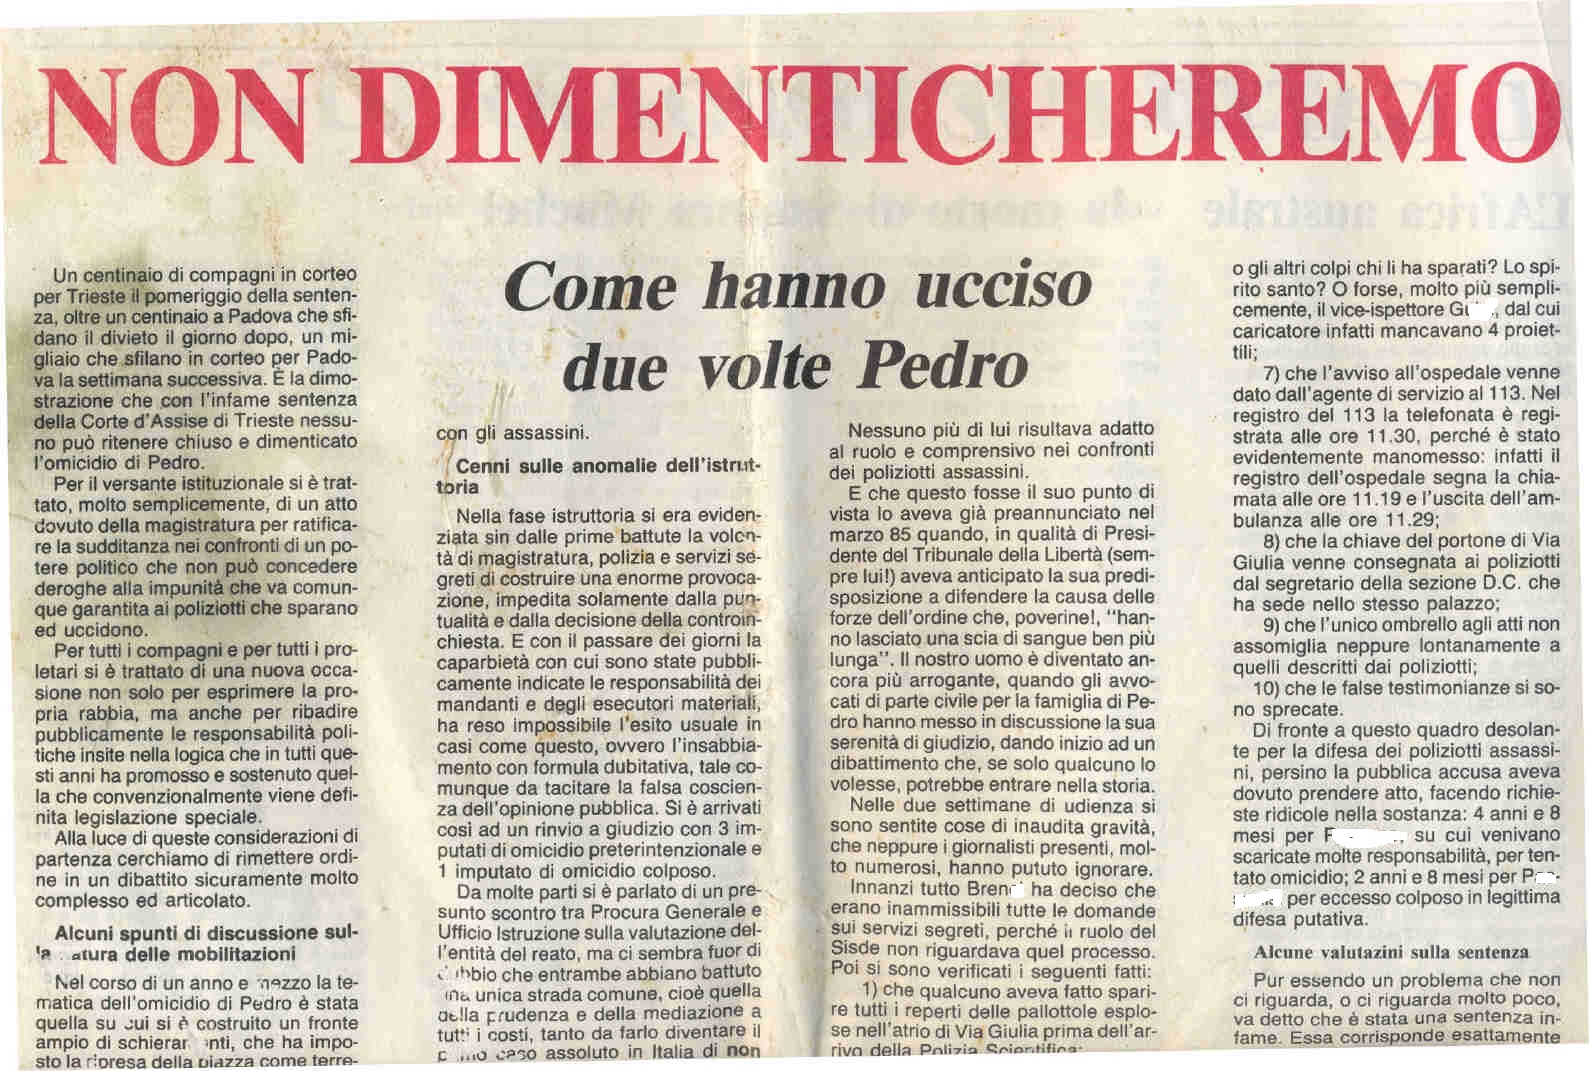 NON DIMENTICHEREMO
Come hanno ucciso
due volte Pedro
Un centinaio di compagni in corteo
per Trieste il pomeriggio della senten-
za, oltre un centinaio a Padova che sfi-
dano il divieto il giorno dopo, un mi-
gliaio che sfilano in corteo per Pado-
va la settimana successiva. È la dimo-
strazione che con l'infame sentenza
della Corte d'Assise di Trieste nessu-
no può ritenere chiuso e dimenticato
l'omicidio di Pedro.
Per il versante istituzionale si è trat-
tato, molto semplicemente, di un atto
dovuto della magistratura per ratifica-
re la sudditanza nei confronti di un po-
tere politico che non può concedere
deroghe alla impunità che va comun-
que garantita ai poliziotti che sparano
ed uccidono.
Per tutti i compagni e per tutti i pro-
letari si è trattato di una nuova occa-
sione non solo per esprimere la pro-
pria rabbia, ma anche per ribadire
pubblicamente le responsabilità poli-
tiche insite nella logica che in tutti que-
sti anni ha promosso e sostenuto quel-
la che convenzionalmente viene defi-
nita legislazione speciale.
Alla luce di queste considerazioni di
partenza cerchiamo di rimettere ordi-
ne in un dibattito sicuramente molto
complesso ed articolato.
Alcuni spunti di discussione sul-
la natura delle mobilitazioni
Nel corso di un anno e mezzo la te-
matica dell'omicidio di Pedro è stata
quella su cui si è costruito un fronte
ampio di schieramenti, che ha impo-
sto la ripresa della piazza come terre-
con gli assassini.
Cenni sulle anomalie dell'istrut-
toria
Nella fase istruttoria si era eviden-
ziata sin dalle prime battute la volon-
tà di magistratura, polizia e servizi se-
greti di costruire una enorme provoca-
zione, impedita solamente dalla pun-
tualità e dalla decisione della controin-
chiesta. E con il passare dei giorni la
caparbietà con cui sono state pubbli-
camente indicate le responsabilità dei
mandanti e degli esecutori materiali,
ha reso impossibile l'esito usuale in
casi come questo, ovvero l'insabbia-
mento con formula dubitativa, tale co-
munque da tacitare la falsa coscien-
za dell'opinione pubblica. Si è arrivati
così ad un rinvio a giudizio con 3 im-
putati di omicidio preterintenzionale e
1 imputato di omicidio colposo.
Da molte parti si è parlato di un pre-
sunto scontro tra Procura Generale e
Ufficio Istruzione sulla valutazione del-
l'entità del reato, ma ci sembra fuor di
dubbio che entrambe abbiano battuto
una unica strada comune, cioè quella
della prudenza e della mediazione a
tutti i costi, tanto da farlo diventare il
primo caso assoluto in Italia di non
Nessuno più di lui risultava adatto
al ruolo e comprensivo nei confronti
dei poliziotti assassini.
E che questo fosse il suo punto di
vista lo aveva già preannunciato nel
marzo 85 quando, in qualità di Presi-
dente del Tribunale della Libertà (sem-
pre lui!) aveva anticipato la sua predi-
sposizione a difendere la causa delle
forze dell'ordine che, poverine!, "han-
no lasciato una scia di sangue ben più
lunga". Il nostro uomo è diventato an-
cora più arrogante, quando gli avvo-
cati di parte civile per la famiglia di Pe-
dro hanno messo in discussione la sua
serenità di giudizio, dando inizio ad un
dibattimento che, se solo qualcuno lo
volesse, potrebbe entrare nella storia.
Nelle due settimane di udienza si
sono sentite cose di inaudita gravità,
che neppure i giornalisti presenti, mol-
to numerosi, hanno pututo ignorare.
Innanzi tutto Bren ha deciso che
erano inammissibili tutte le domande
sui servizi segreti, perché il ruolo del
Sisde non riguardava quel processo.
Poi si sono verificati i seguenti fatti:
1) che qualcuno aveva fatto spari-
re tutti i reperti delle pallottole esplo-
se nell'atrio di Via Giulia prima dell'ar-
rivo della Polizia Scientifica;
o gli altri colpi chi li ha sparati? Lo spi-
rito santo? O forse, molto più sempli-
cemente, il vice-ispettore G , dal cui
caricatore infatti mancavano 4 proiet-
tili;
7) che l'avviso all'ospedale venne
dato dall'agente di servizio al 113. Nel
registro del 113 la telefonata è regi-
strata alle ore 11.30, perché è stato
evidentemente manomesso: infatti il
registro dell'ospedale segna la chia-
mata alle ore 11.19 e l'uscita dell'am-
bulanza alle ore 11.29;
8) che la chiave del portone di Via
Giulia venne consegnata ai poliziotti
dal segretario della sezione D.C. che
ha sede nello stesso palazzo;
9) che l'unico ombrello agli atti non
assomiglia neppure lontanamente a
quelli descritti dai poliziotti;
10) che le false testimonianze si so-
no sprecate.
Di fronte a questo quadro desolan-
te per la difesa dei poliziotti assassi-
ni, persino la pubblica accusa aveva
dovuto prendere atto, facendo richie-
ste ridicole nella sostanza: 4 anni e 8
mesi per su cui venivano
scaricate molte responsabilità, per ten-
tato omicidio; 2 anni e 8 mesi per
per eccesso colposo in legittima
difesa putativa.
Alcune valutazini sulla sentenza
Pur essendo un problema che non
ci riguarda, o ci riguarda molto poco,
va detto che è stata una sentenza in-
fame. Essa corrisponde esattamente